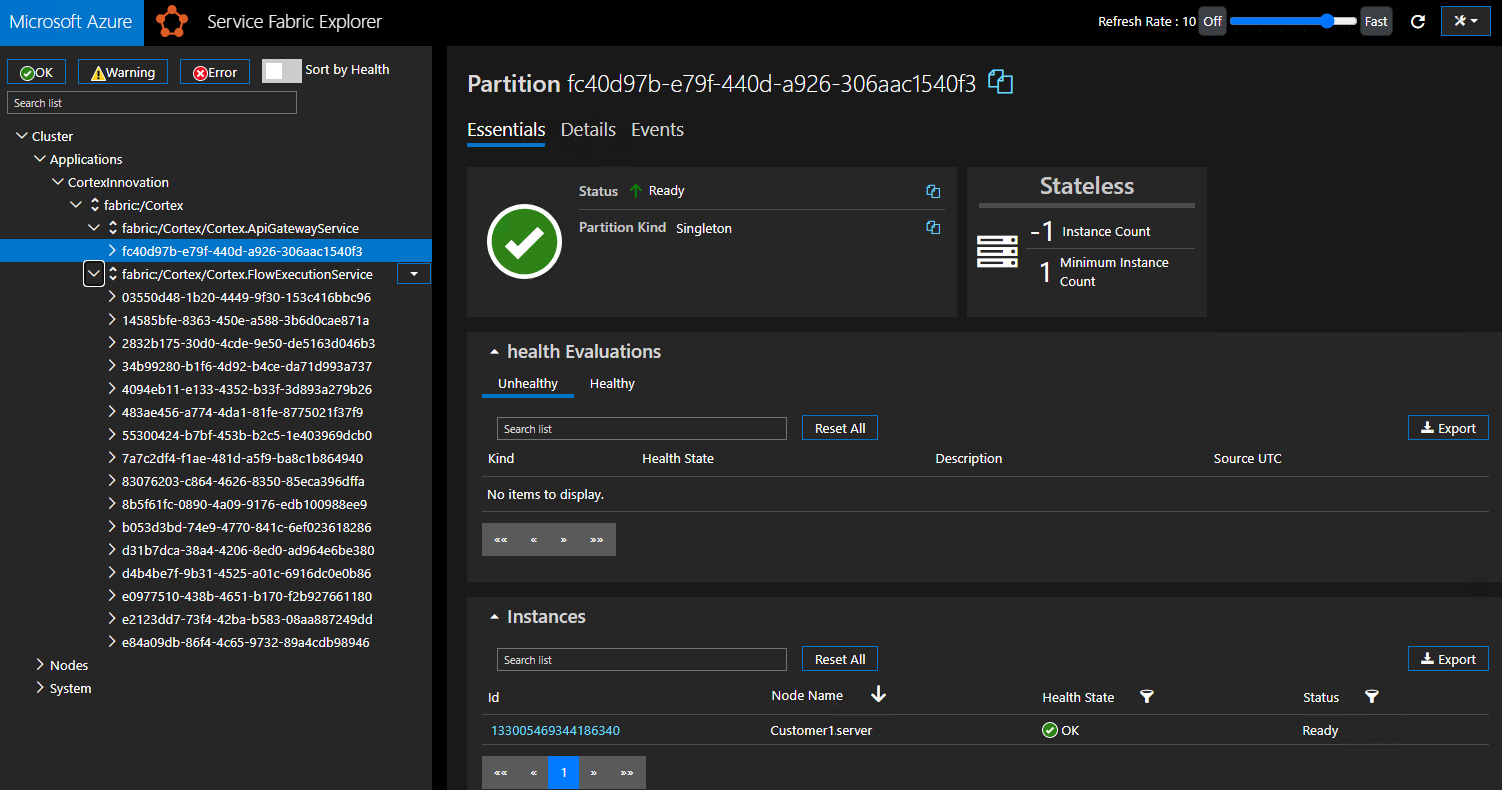 Microsoft Azure
Service Fabric Explorer
Refresh Rate : 10 Off Fast
OK Warning Error Sort by Health
Search list
Cluster
Applications
CortexInnovation
fabric:/Cortex
fabric:/Cortex/Cortex.ApiGatewayService
fc40d97b-e79f-440d-a926-306aac1540f3
fabric:/Cortex/Cortex.FlowExecutionService
03550d48-1b20-4449-9f30-153c416bbc96
14585bfe-8363-450e-a588-3b6d0cae871a
2832b175-30d0-4cde-9e50-de5163d046b3
34b99280-b1f6-4d92-b4ce-da71d993a737
4094eb11-e133-4352-b33f-3d893a279b26
483ae456-a774-4da1-81fe-8775021f37f9
55300424-b7bf-453b-b2c5-1e403969dcb0
7a7c2df4-f1ae-481d-a5f9-ba8c1b864940
83076203-c864-4626-8350-85eca396dffa
8b5f61fc-0890-4a09-9176-edb100988ee9
b053d3bd-74e9-4770-841c-6ef023618286
d31b7dca-38a4-4206-8ed0-ad964e6be380
d4b4be7f-9b31-4525-a01c-6916dc0e0b86
e0977510-438b-4651-b170-f2b927661180
e2123dd7-73f4-42ba-b583-08aa887249dd
e84a09db-86f4-4c65-9732-89a4cdb98946
Nodes
System
Partition fc40d97b-e79f-440d-a926-306aac1540f3
Essentials Details Events
Status Ready
Partition Kind Singleton
Stateless
-1 Instance Count
1 Minimum Instance
Count
health Evaluations
Unhealthy Healthy
Search list Reset All Export
Kind Health State Description Source UTC
No items to display.
«« « » »»
Instances
Search list Reset All Export
Id Node Name Health State Status
133005469344186340 Customer1.server OK Ready
«« « 1 » »»